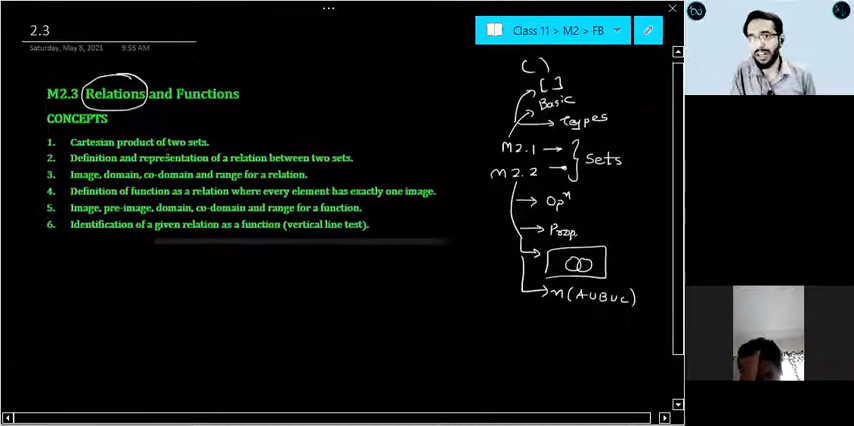 2.3
Saturday, May 8, 2021 9:55 AM
Class 11 > M2 > FB
M2.3 Relations and Functions
CONCEPTS
1. Cartesian product of two sets.
2. Definition and representation of a relation between two sets.
3. Image, domain, co-domain and range for a relation.
4. Definition of function as a relation where every element has exactly one image.
5. Image, pre-image, domain, co-domain and range for a function.
6. Identification of a given relation as a function (vertical line test).
( )
[ ]
Basic
Types
M2.1 → } Sets
M2.2 →
→ Opⁿ
→ Prop
→ n(AUBUC)